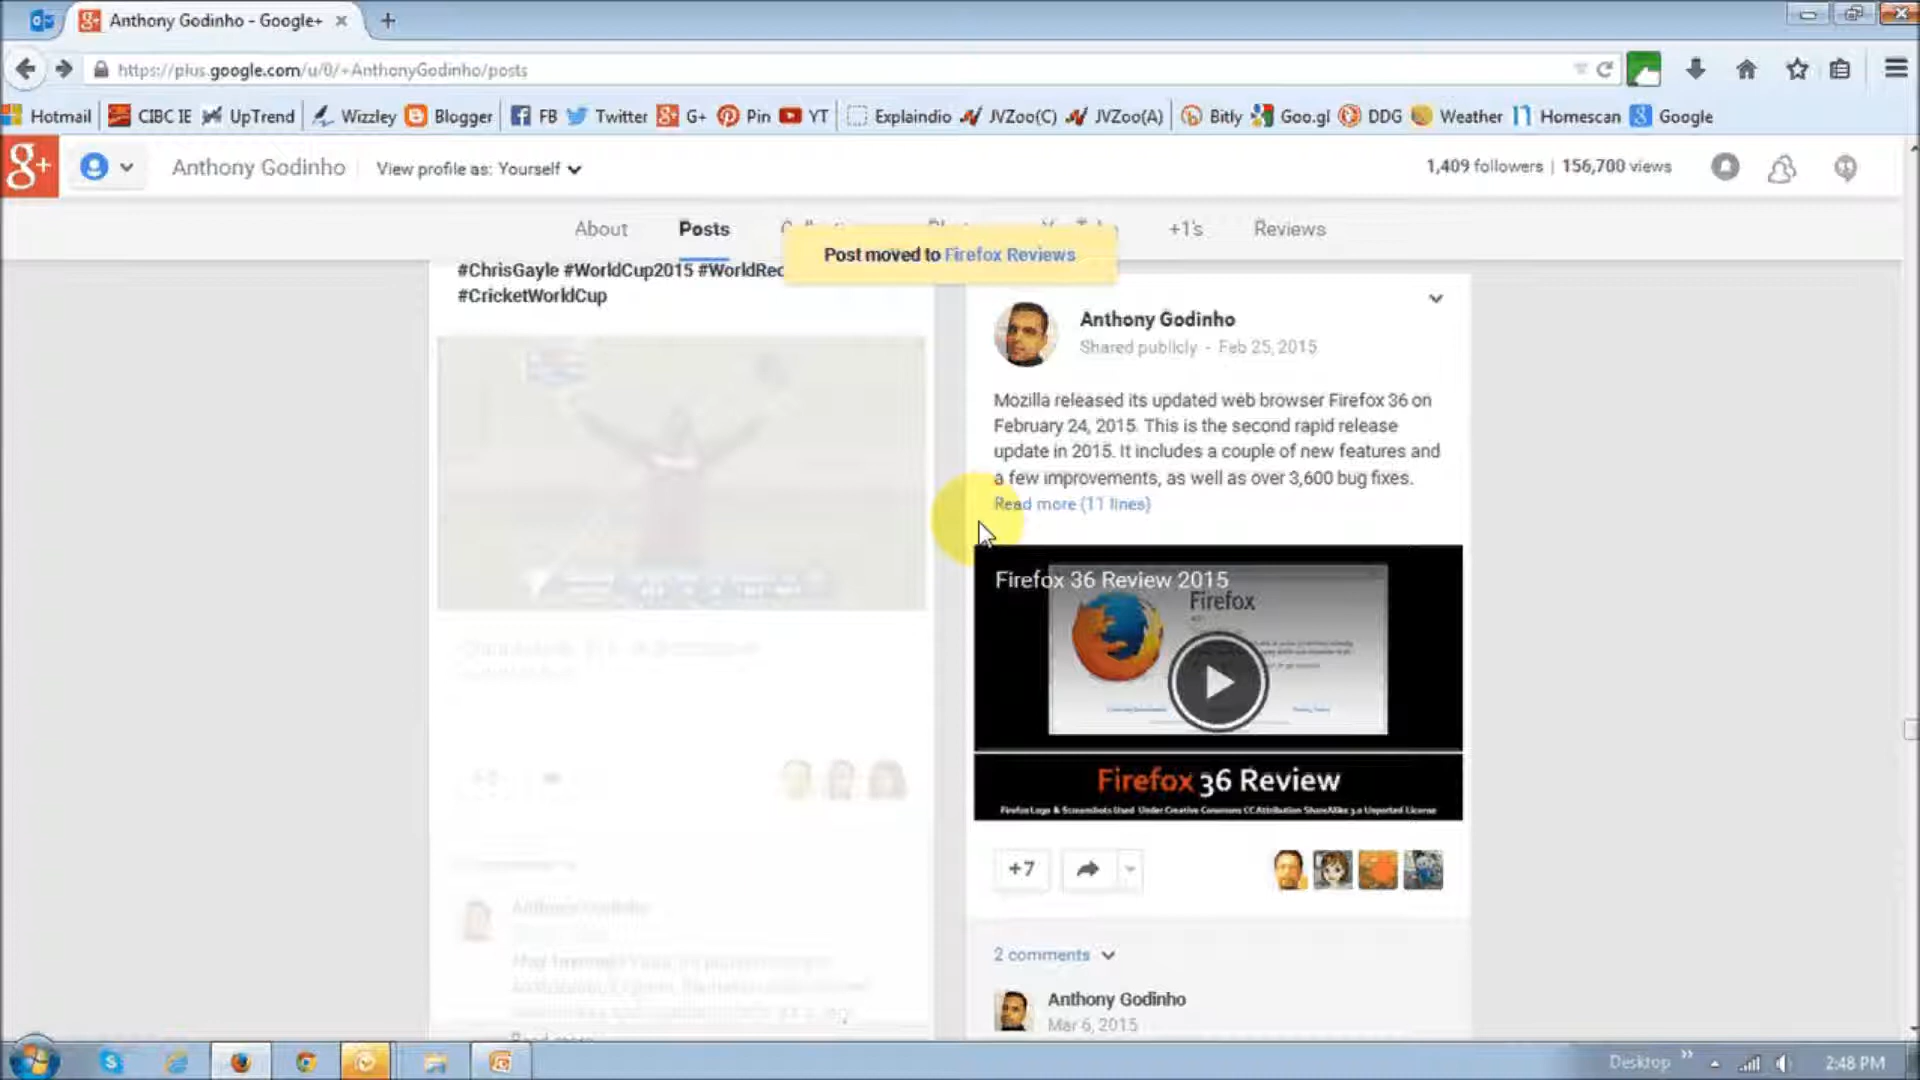 Anthony Godinho - Google+
https://plus.google.com/u/0/+AnthonyGodinho/posts
Hotmail CIBC IE UpTrend Wizzley Blogger FB Twitter G+ Pin YT Explaindio JVZoo(C) JVZoo(A) Bitly Goo.gl DDG Weather Homescan Google
g+ Anthony Godinho View profile as: Yourself 1,409 followers | 156,700 views
About Posts +1's Reviews
Post moved to Firefox Reviews
#ChrisGayle #WorldCup2015
#CricketWorldCup
Anthony Godinho
Shared publicly - Feb 25, 2015
Mozilla released its updated web browser Firefox 36 on
February 24, 2015. This is the second rapid release
update in 2015. It includes a couple of new features and
a few improvements, as well as over 3,600 bug fixes.
Read more (11 lines)
Firefox 36 Review 2015
Firefox
Firefox 36 Review
Firefox Logo & Screenshots Used Under Creative Commons CC Attribution ShareAlike 3.0 Unported License
+7
2 comments
Anthony Godinho
Mar 6, 2015
Desktop 2:48 PM